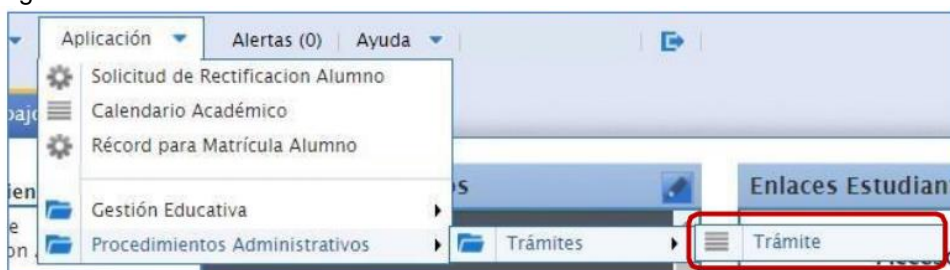 Aplicación Alertas (0) Ayuda
Solicitud de Rectificacion Alumno
Calendario Académico
Récord para Matrícula Alumno
Enlaces Estudian
Gestión Educativa
Procedimientos Administrativos Trámites Trámite